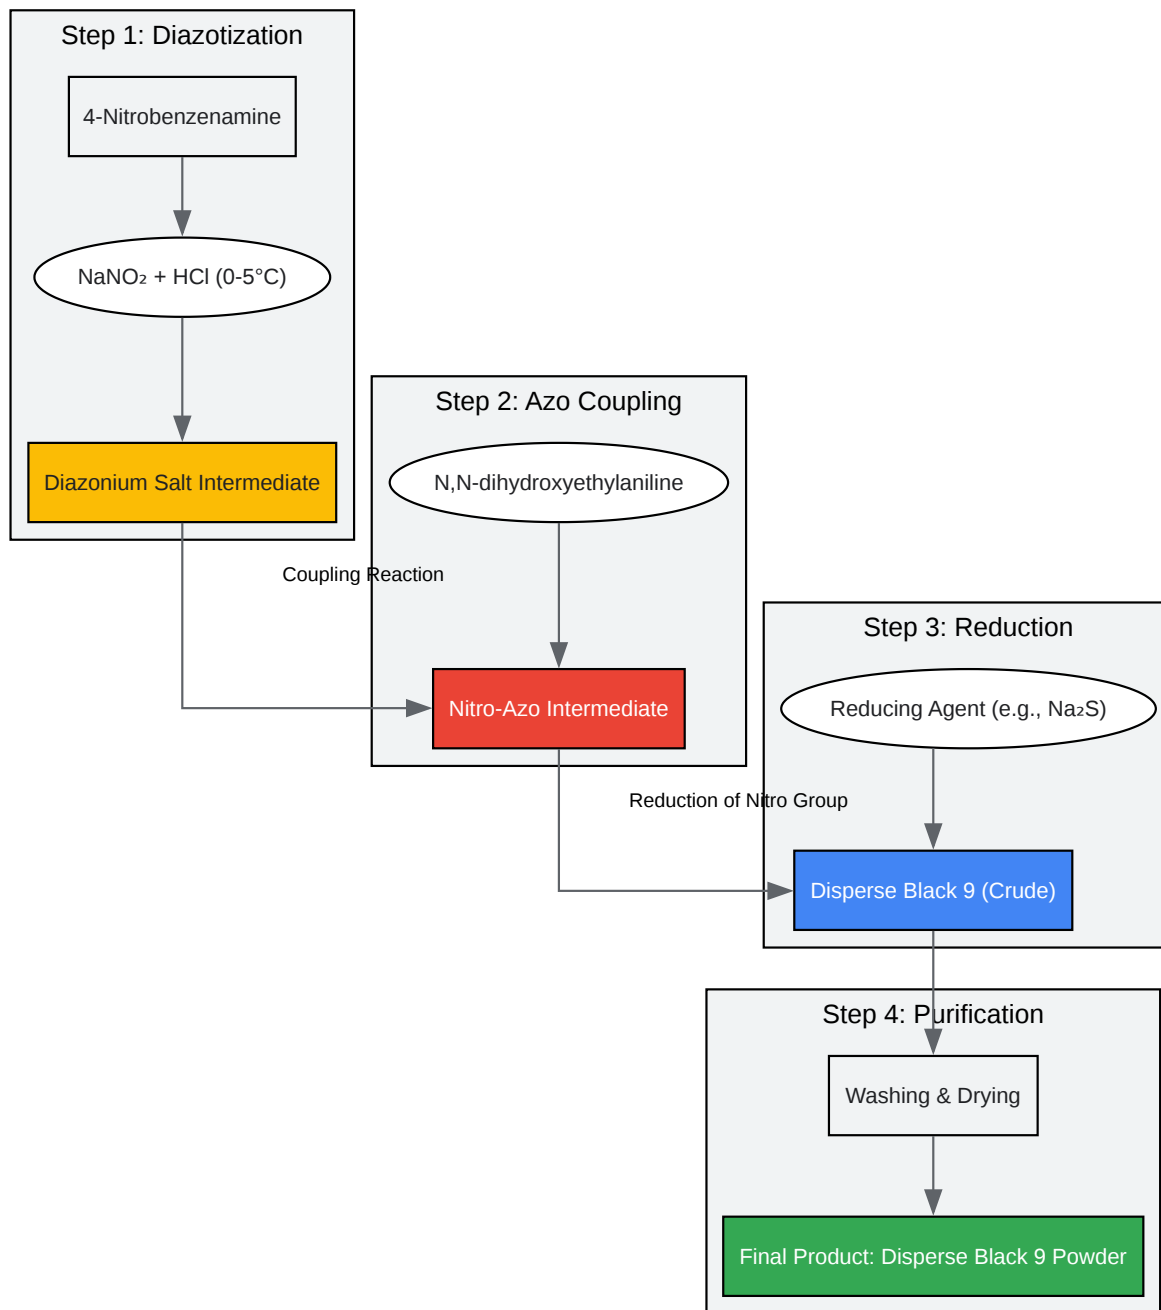 Step 1: Diazotization
4-Nitrobenzenamine
NaNO₂ + HCl (0-5°C)
Diazonium Salt Intermediate
Coupling Reaction
Step 2: Azo Coupling
N,N-dihydroxyethylaniline
Nitro-Azo Intermediate
Reduction of Nitro Group
Step 3: Reduction
Reducing Agent (e.g., Na₂S)
Disperse Black 9 (Crude)
Step 4: Purification
Washing & Drying
Final Product: Disperse Black 9 Powder